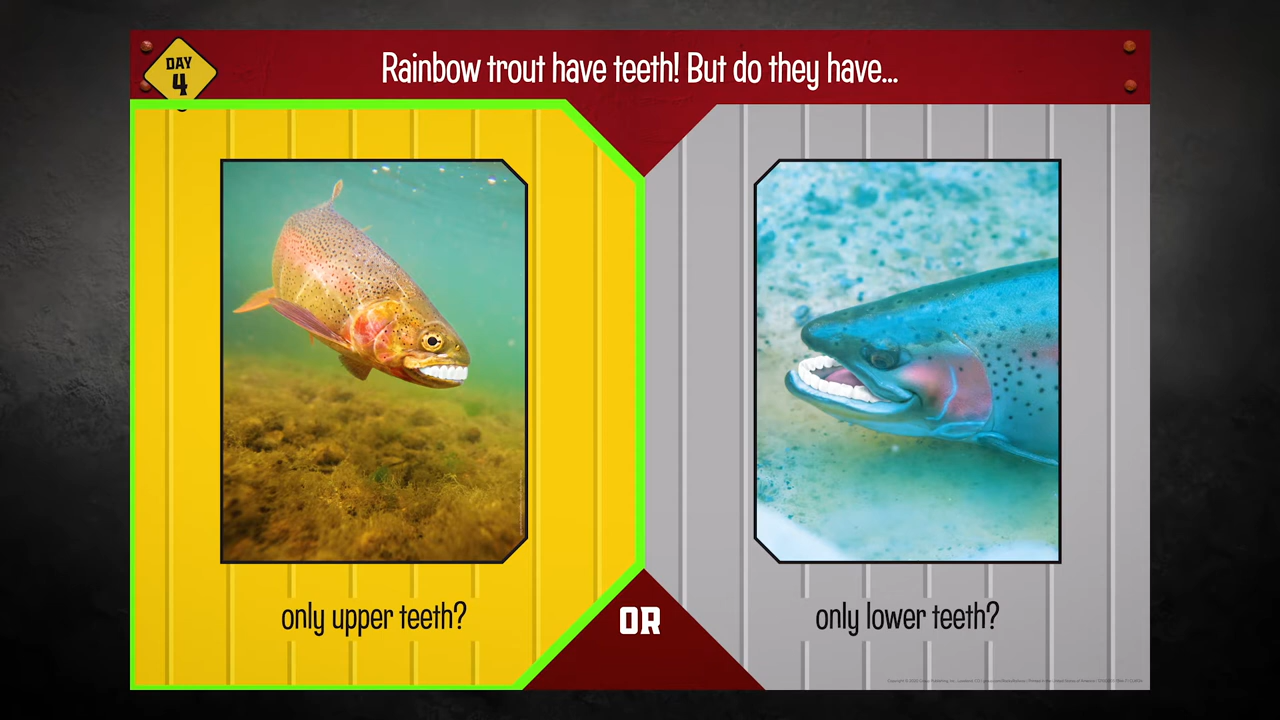 DAY
4
Rainbow trout have teeth! But do they have...
only upper teeth?
OR
only lower teeth?